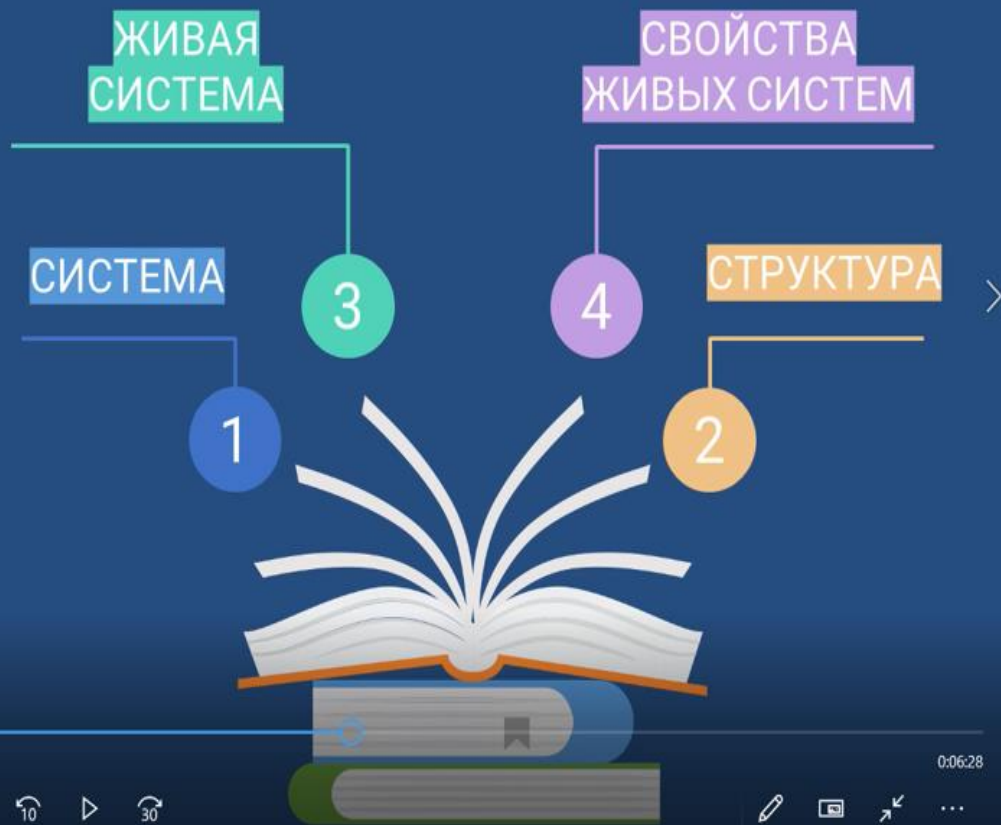 ЖИВАЯ
СИСТЕМА
СВОЙСТВА
ЖИВЫХ СИСТЕМ
СИСТЕМА
СТРУКТУРА
3
4
1
2
0:06:28
10
30